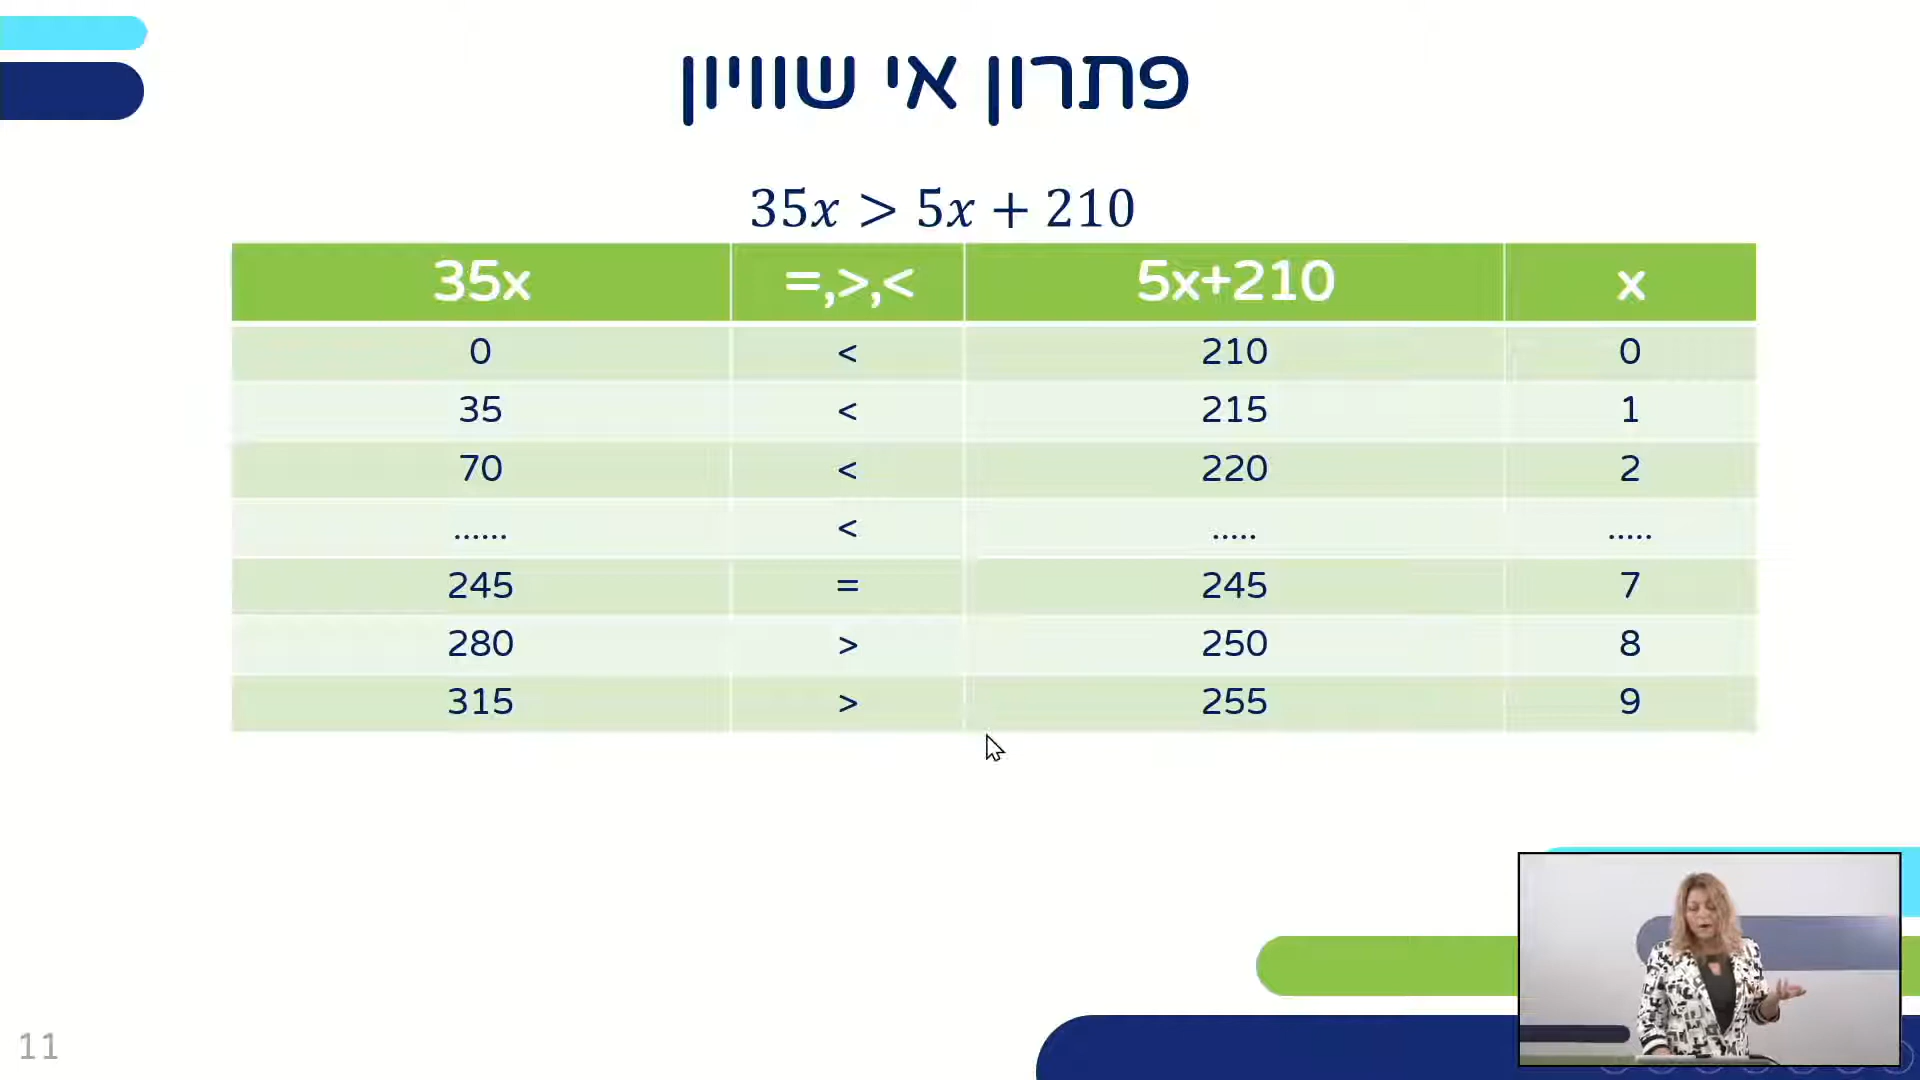 פתרון אי שוויון
35x > 5x + 210
35x =,>,< 5x+210 x
0 < 210 0
35 < 215 1
70 < 220 2
...... < ..... .....
245 = 245 7
280 > 250 8
315 > 255 9
11